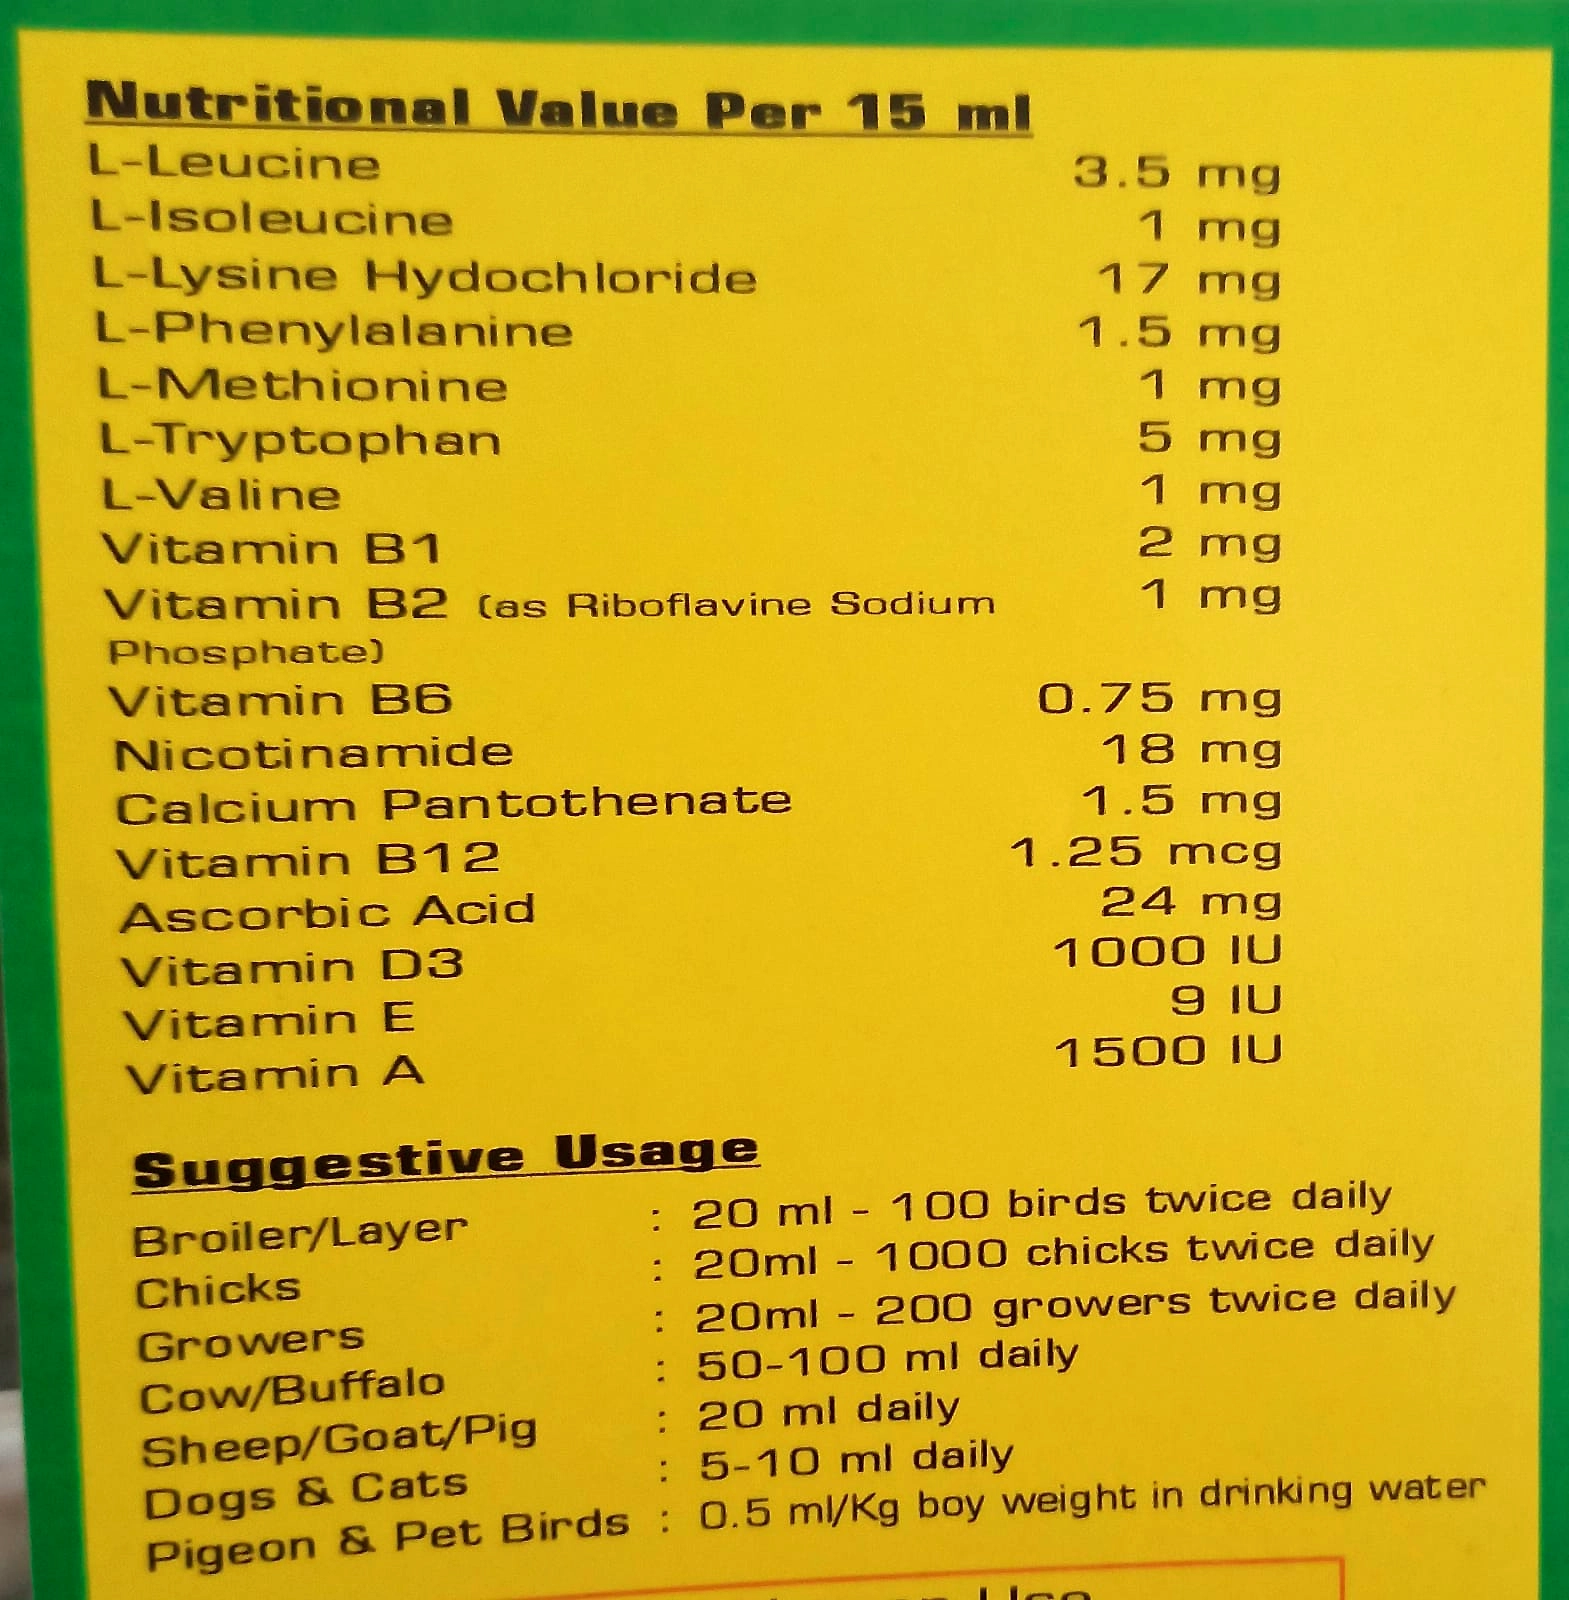 Nutritional Value Per 15 ml
L-Leucine 3.5 mg
L-Isoleucine 1 mg
L-Lysine Hydochloride 17 mg
L-Phenylalanine 1.5 mg
L-Methionine 1 mg
L-Tryptophan 5 mg
L-Valine 1 mg
Vitamin B1 2 mg
Vitamin B2 (as Riboflavine Sodium 1 mg
Phosphate)
Vitamin B6 0.75 mg
Nicotinamide 18 mg
Calcium Pantothenate 1.5 mg
Vitamin B12 1.25 mcg
Ascorbic Acid 24 mg
Vitamin D3 1000 IU
Vitamin E 9 IU
Vitamin A 1500 IU
Suggestive Usage
Broiler/Layer : 20 ml - 100 birds twice daily
Chicks : 20ml - 1000 chicks twice daily
Growers : 20ml - 200 growers twice daily
Cow/Buffalo : 50-100 ml daily
Sheep/Goat/Pig : 20 ml daily
Dogs & Cats : 5-10 ml daily
Pigeon & Pet Birds : 0.5 ml/Kg boy weight in drinking water
Use